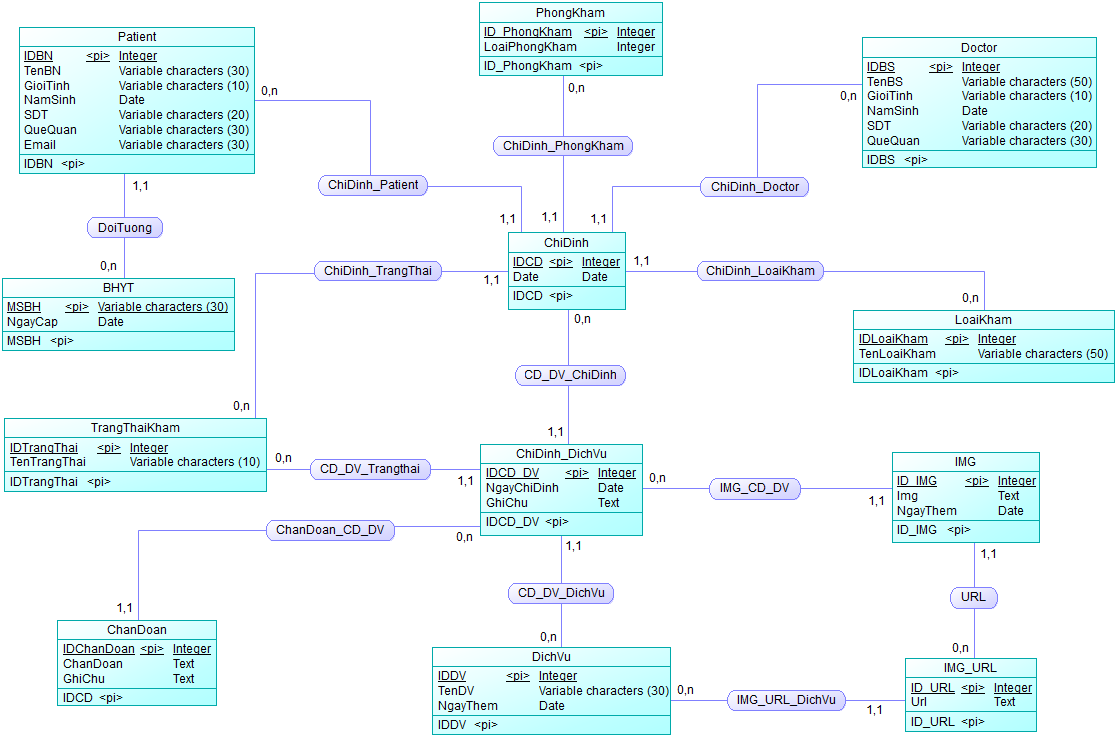 Patient
IDBN <pi> Integer
TenBN Variable characters (30)
GioiTinh Variable characters (10)
NamSinh Date
SDT Variable characters (20)
QueQuan Variable characters (30)
Email Variable characters (30)
IDBN <pi>
PhongKham
ID_PhongKham <pi> Integer
LoaiPhongKham Integer
ID_PhongKham <pi>
Doctor
IDBS <pi> Integer
TenBS Variable characters (50)
GioiTinh Variable characters (10)
NamSinh Date
SDT Variable characters (20)
QueQuan Variable characters (30)
IDBS <pi>
0,n
0,n
0,n
ChiDinh_PhongKham
ChiDinh_Patient
ChiDinh_Doctor
1,1
DoiTuong
0,n
1,1
1,1
1,1
BHYT
MSBH <pi> Variable characters (30)
NgayCap Date
MSBH <pi>
ChiDinh_TrangThai
1,1
ChiDinh
IDCD <pi> Integer
Date Date
IDCD <pi>
1,1
ChiDinh_LoaiKham
0,n
LoaiKham
IDLoaiKham <pi> Integer
TenLoaiKham Variable characters (50)
IDLoaiKham <pi>
0,n
CD_DV_ChiDinh
1,1
0,n
TrangThaiKham
IDTrangThai <pi> Integer
TenTrangThai Variable characters (10)
IDTrangThai <pi>
0,n
CD_DV_Trangthai
1,1
ChiDinh_DichVu
IDCD_DV <pi> Integer
NgayChiDinh Date
GhiChu Text
IDCD_DV <pi>
0,n
IMG_CD_DV
1,1
IMG
ID_IMG <pi> Integer
Img Text
NgayThem Date
ID_IMG <pi>
ChanDoan_CD_DV
0,n
1,1
1,1
CD_DV_DichVu
0,n
1,1
URL
0,n
ChanDoan
IDChanDoan <pi> Integer
ChanDoan Text
GhiChu Text
IDCD <pi>
DichVu
IDDV <pi> Integer
TenDV Variable characters (30)
NgayThem Date
IDDV <pi>
0,n
IMG_URL_DichVu
1,1
IMG_URL
ID_URL <pi> Integer
Url Text
ID_URL <pi>